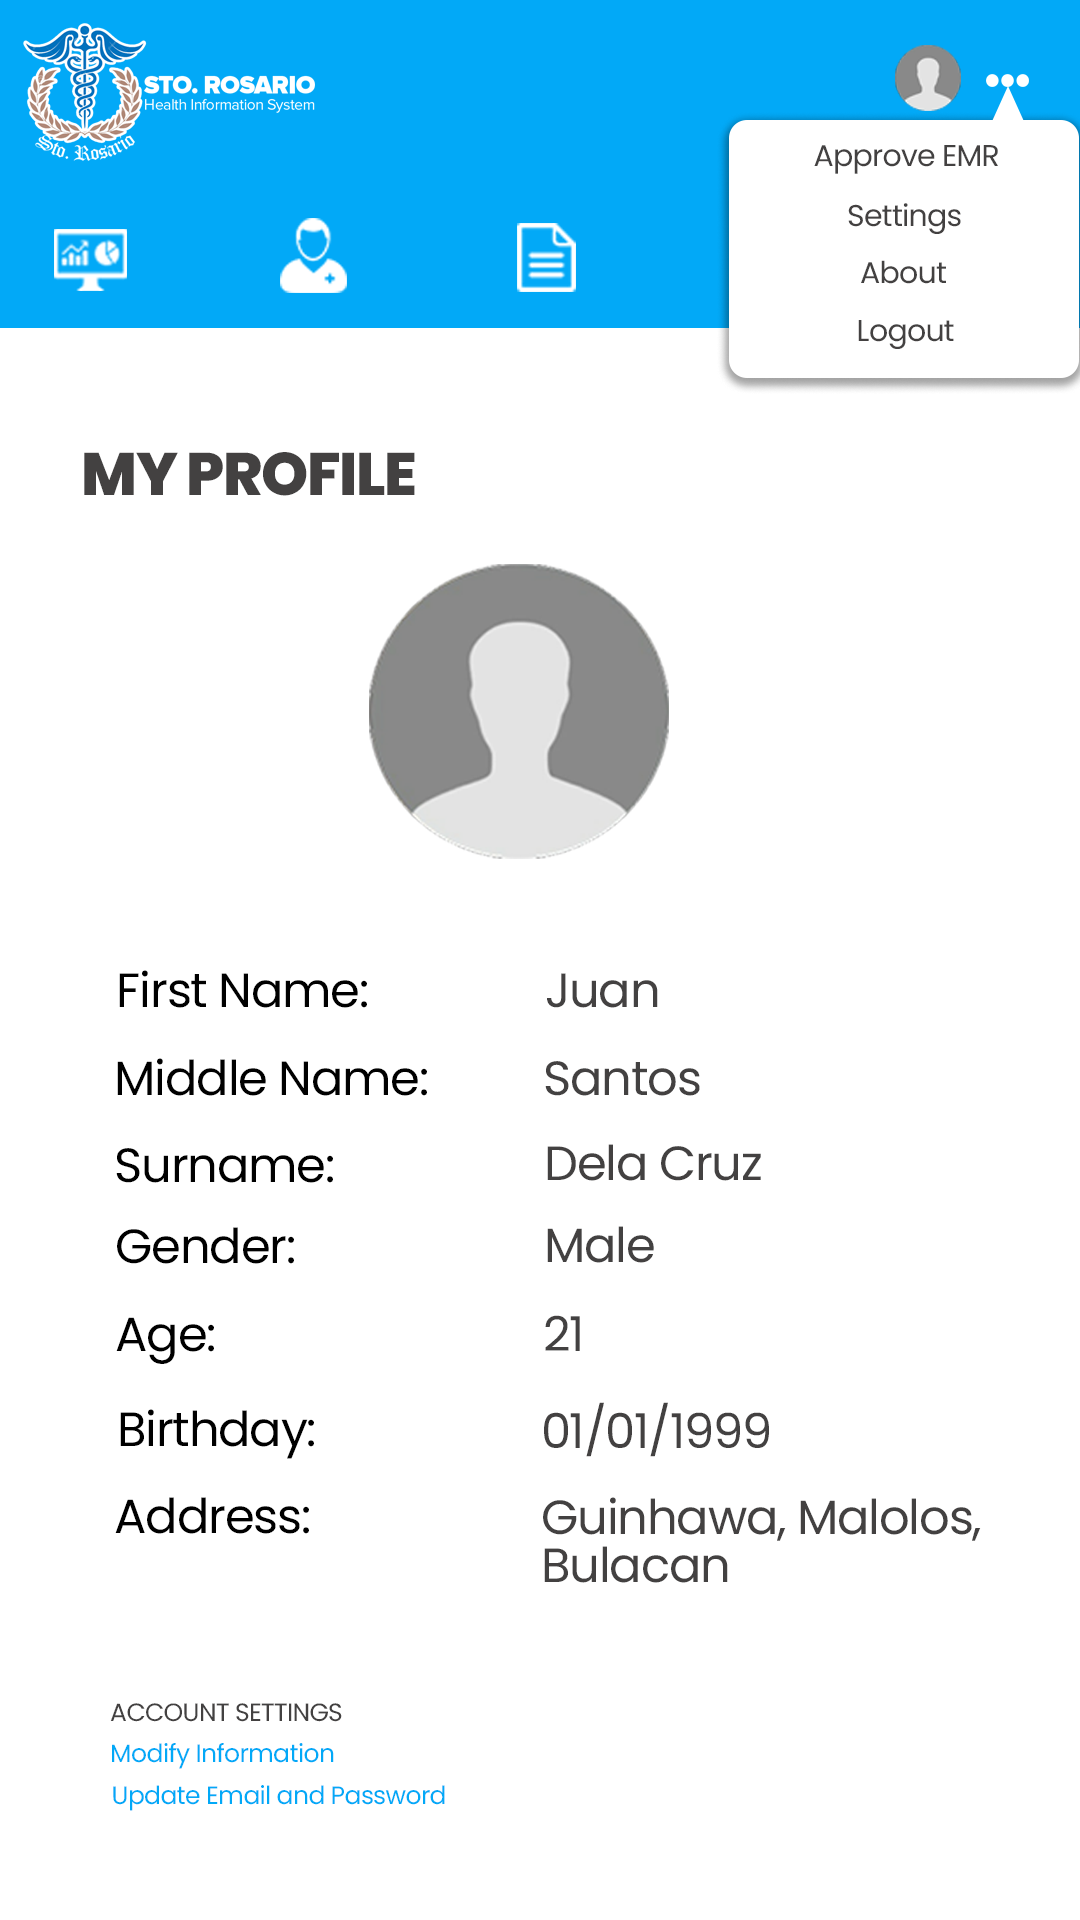 STO. ROSARIO
Health Information System
Sto. Rosario
Approve EMR
Settings
About
Logout
MY PROFILE
First Name: Juan
Middle Name: Santos
Surname: Dela Cruz
Gender: Male
Age: 21
Birthday: 01/01/1999
Address: Guinhawa, Malolos,
Bulacan
ACCOUNT SETTINGS
Modify Information
Update Email and Password